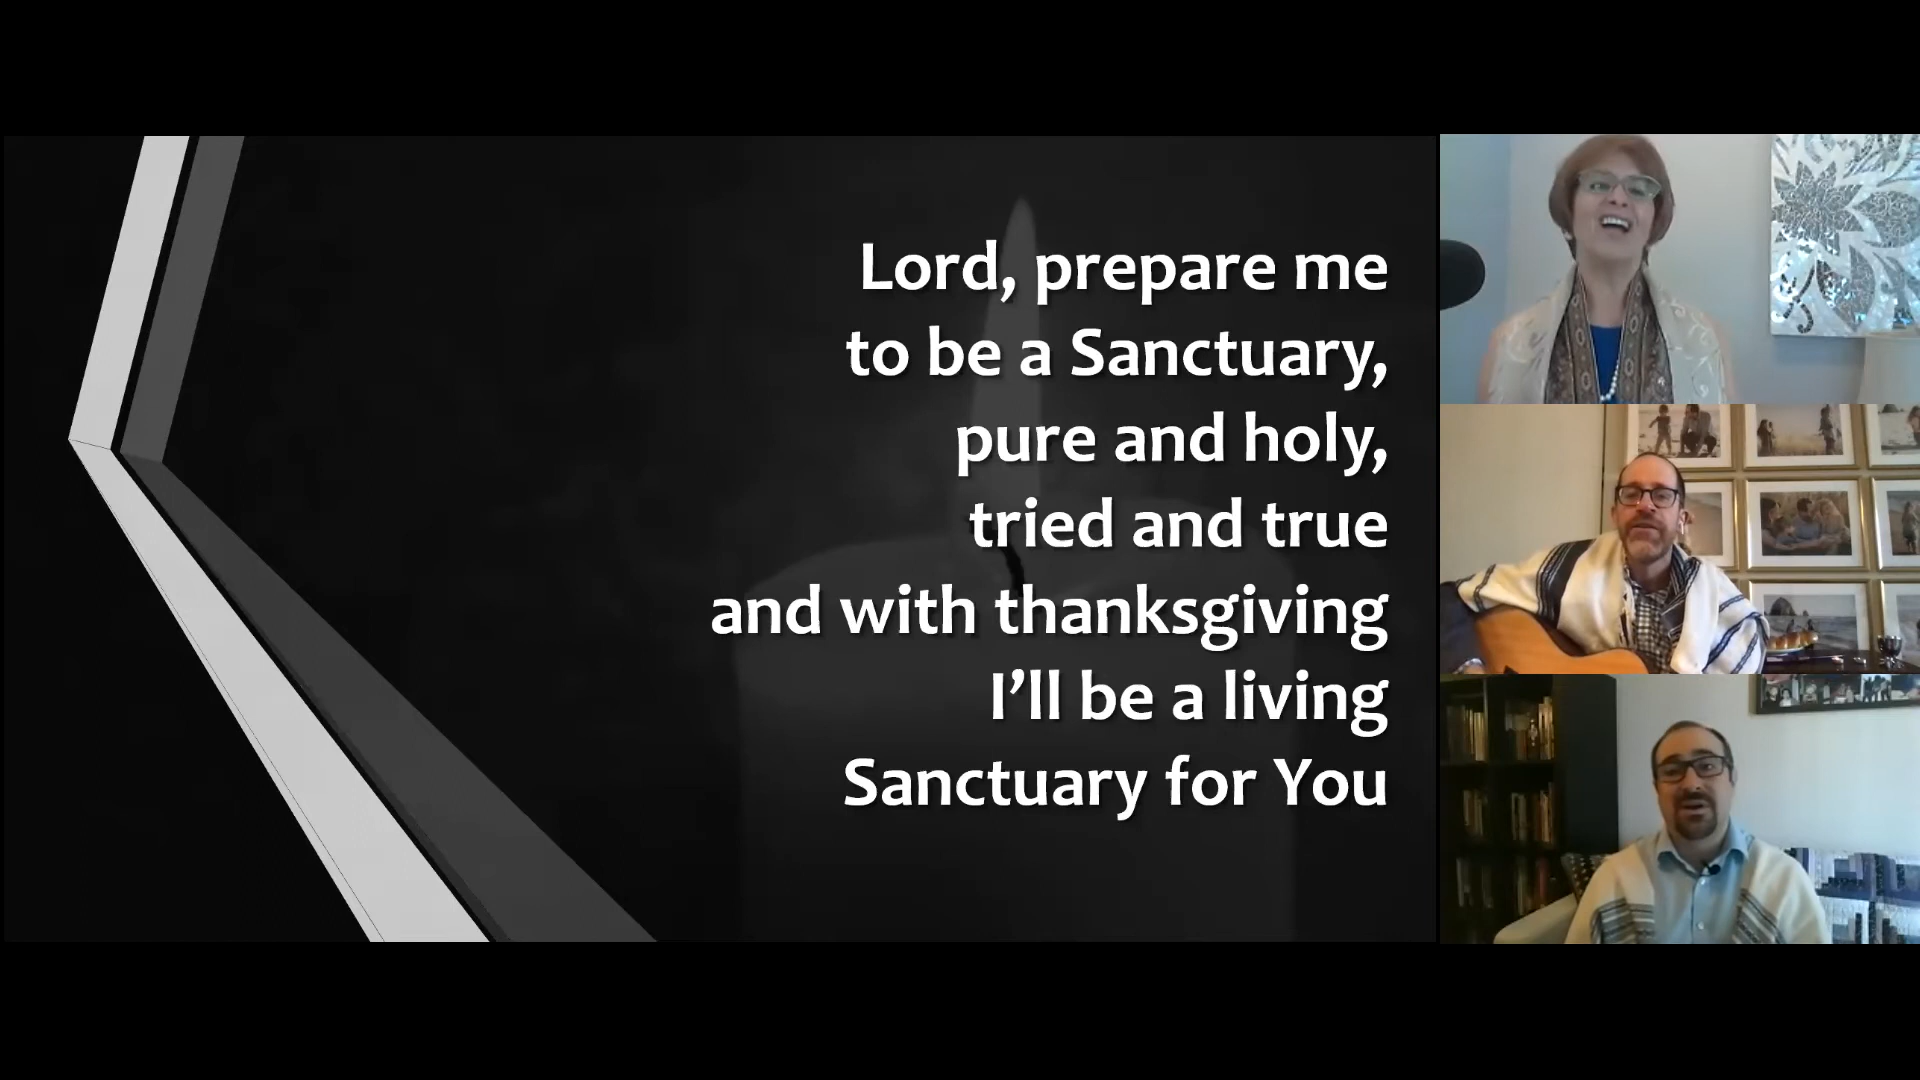 Lord, prepare me
to be a Sanctuary,
pure and holy,
tried and true
and with thanksgiving
I’ll be a living
Sanctuary for You